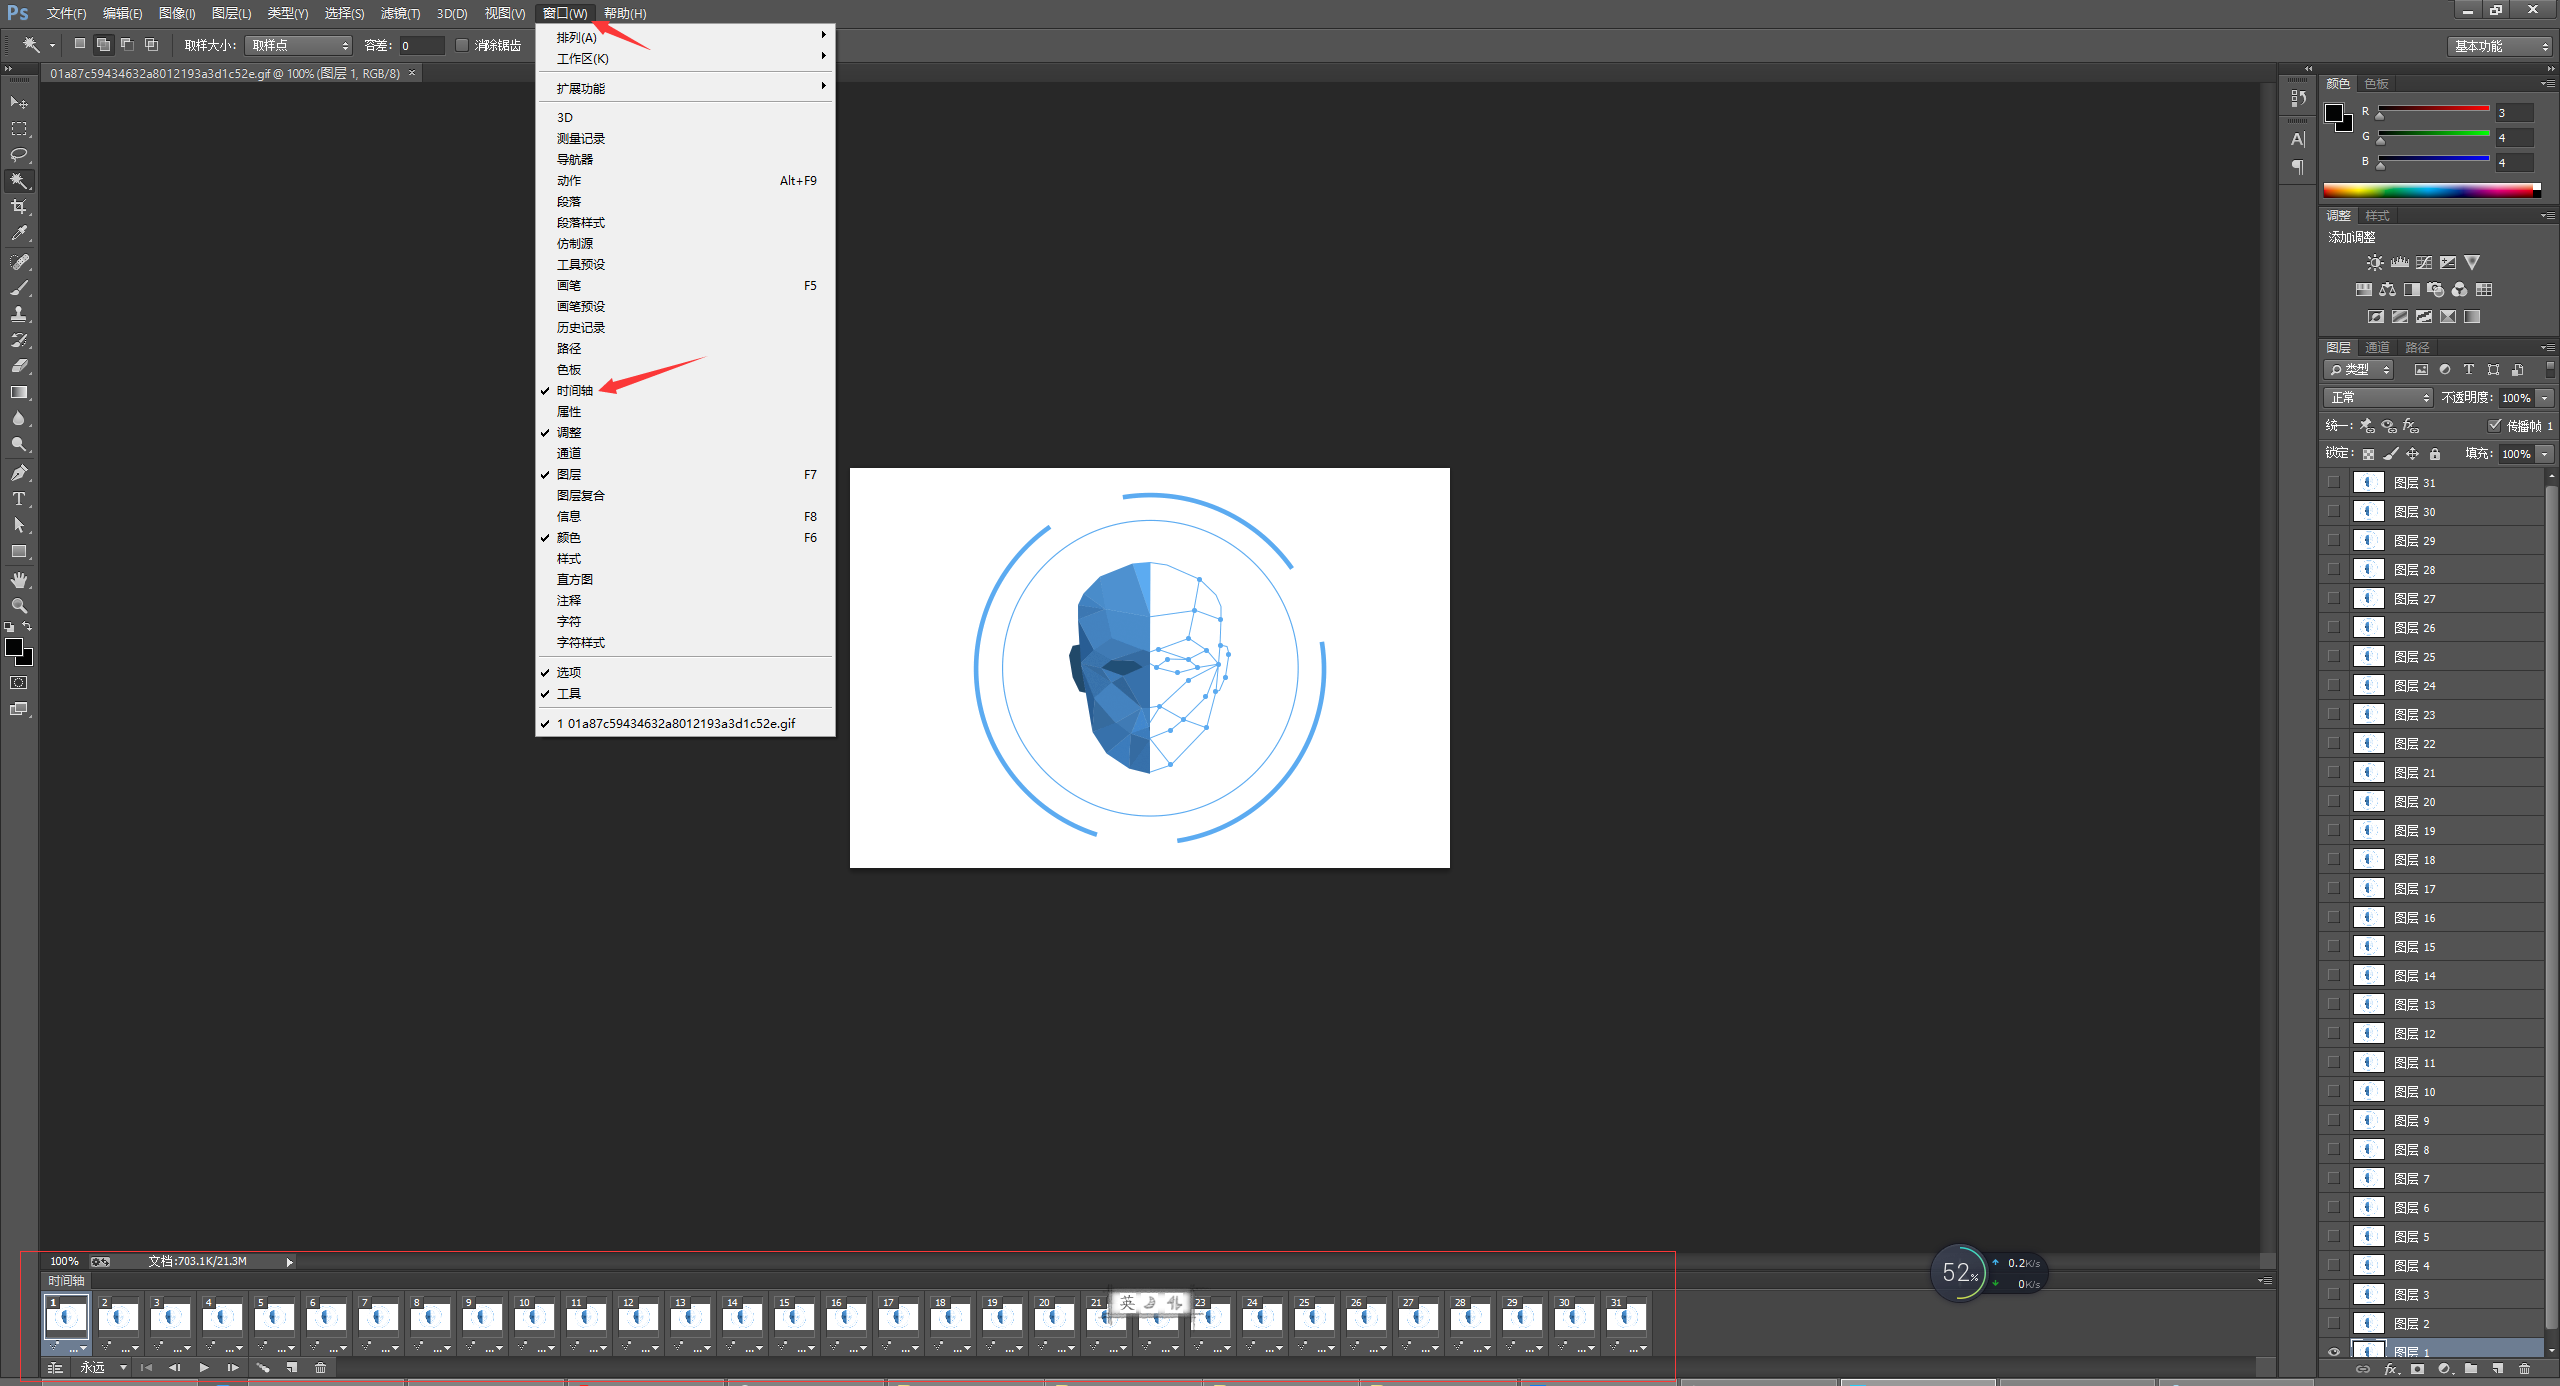 Ps 文件(F) 编辑(E) 图像(I) 图层(L) 类型(Y) 选择(S) 滤镜(T) 3D(D) 视图(V) 窗口(W) 帮助(H)
取样大小: 取样点 容差: 0 消除锯齿 基本功能
01a87c59434632a8012193a3d1c52e.gif @ 100% (图层 1, RGB/8) ×
排列(A)
工作区(K)
扩展功能
3D
测量记录
导航器
动作 Alt+F9
段落
段落样式
仿制源
工具预设
画笔 F5
画笔预设
历史记录
路径
色板
时间轴
属性
调整
通道
图层 F7
图层复合
信息 F8
颜色 F6
样式
直方图
注释
字符
字符样式
选项
工具
1 01a87c59434632a8012193a3d1c52e.gif
颜色 色板
R 3
G 4
B 4
调整 样式
添加调整
图层 通道 路径
类型
正常 不透明度: 100%
统一: 传播帧 1
锁定: 填充: 100%
图层 31
图层 30
图层 29
图层 28
图层 27
图层 26
图层 25
图层 24
图层 23
图层 22
图层 21
图层 20
图层 19
图层 18
图层 17
图层 16
图层 15
图层 14
图层 13
图层 12
图层 11
图层 10
图层 9
图层 8
图层 7
图层 6
图层 5
图层 4
图层 3
图层 2
图层 1
100% 文档:703.1K/21.3M
52% 0.2K/s
0K/s
时间轴
1 2 3 4 5 6 7 8 9 10 11 12 13 14 15 16 17 18 19 20 21 英 23 24 25 26 27 28 29 30 31
永远